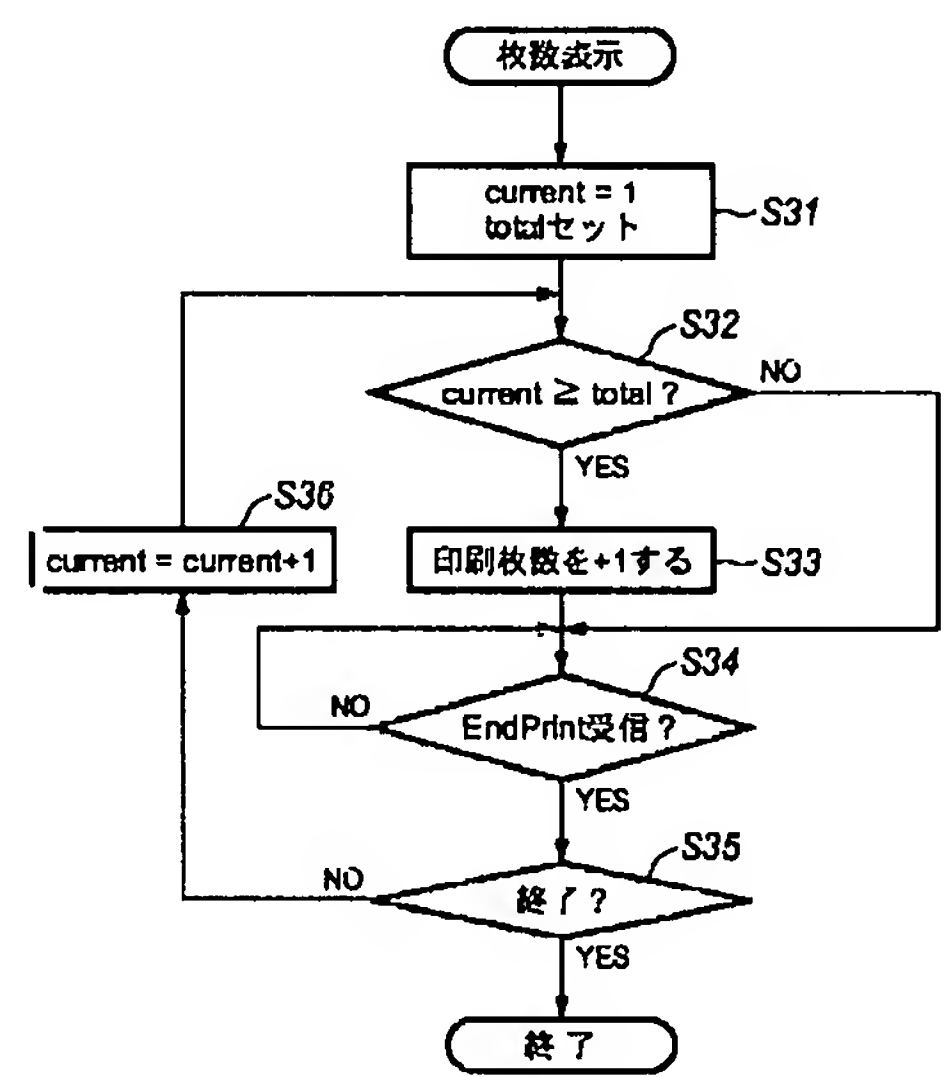 枚数表示
current = 1
totalセット
S31
S32
current ≧ total ?
NO
YES
S36
current = current+1
印刷枚数を+1する
S33
S34
NO
EndPrint受信 ?
YES
S35
NO
終了 ?
YES
終了